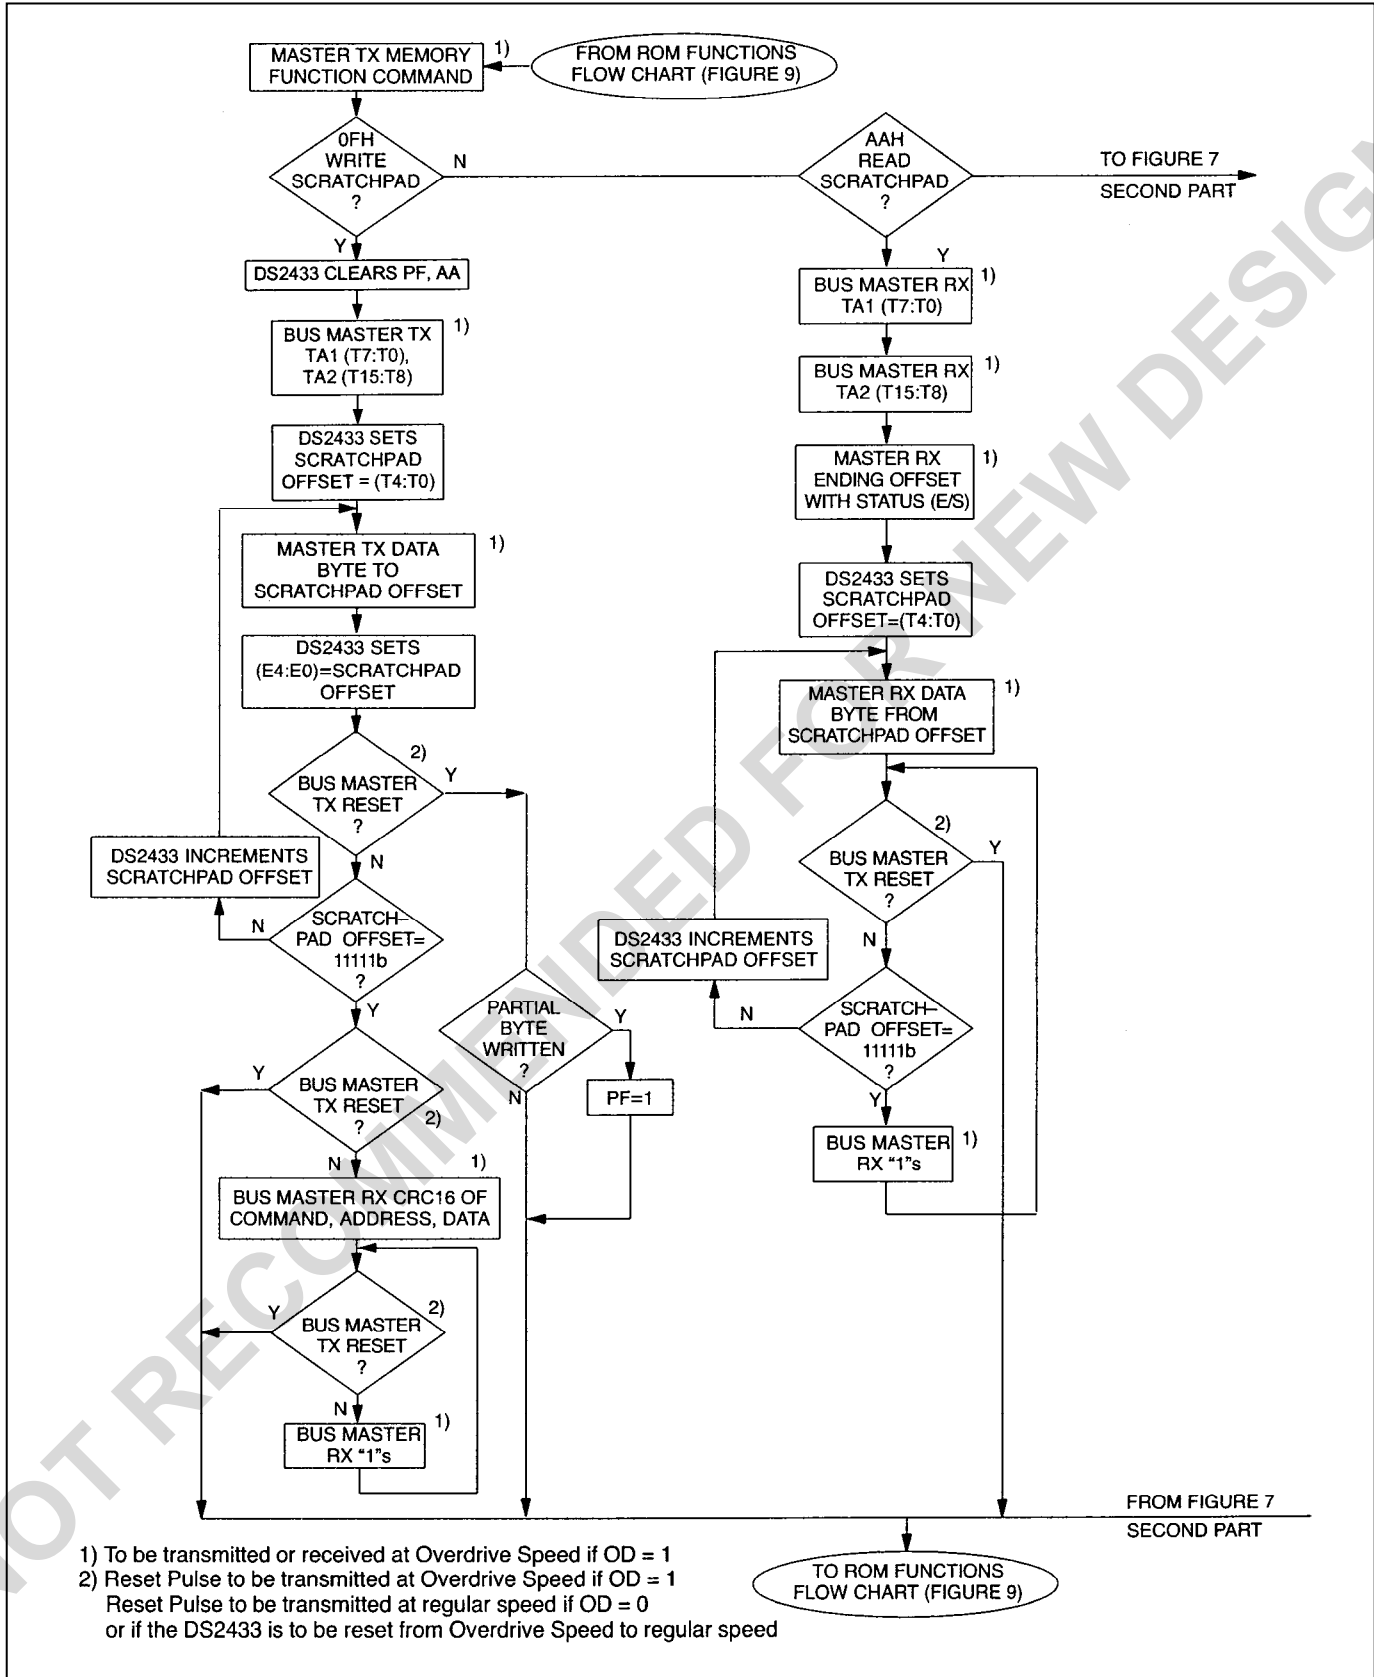 MASTER TX MEMORY
FUNCTION COMMAND
1)
FROM ROM FUNCTIONS
FLOW CHART (FIGURE 9)
0FH
WRITE
SCRATCHPAD
?
N
Y
AAH
READ
SCRATCHPAD
?
TO FIGURE 7
SECOND PART
Y
DS2433 CLEARS PF, AA
BUS MASTER TX
TA1 (T7:T0),
TA2 (T15:T8)
1)
DS2433 SETS
SCRATCHPAD
OFFSET = (T4:T0)
MASTER TX DATA
BYTE TO
SCRATCHPAD OFFSET
1)
DS2433 SETS
(E4:E0)=SCRATCHPAD
OFFSET
2)
BUS MASTER
TX RESET
?
Y
N
DS2433 INCREMENTS
SCRATCHPAD OFFSET
N
SCRATCH–
PAD OFFSET=
11111b
?
Y
PARTIAL
BYTE
WRITTEN
?
Y
N
PF=1
Y
BUS MASTER
TX RESET
?
2)
N
1)
BUS MASTER RX CRC16 OF
COMMAND, ADDRESS, DATA
Y
2)
BUS MASTER
TX RESET
?
N
BUS MASTER
RX “1”s
1)
BUS MASTER RX
TA1 (T7:T0)
1)
BUS MASTER RX
TA2 (T15:T8)
1)
MASTER RX
ENDING OFFSET
WITH STATUS (E/S)
1)
DS2433 SETS
SCRATCHPAD
OFFSET=(T4:T0)
MASTER RX DATA
BYTE FROM
SCRATCHPAD OFFSET
1)
2)
BUS MASTER
TX RESET
?
Y
N
DS2433 INCREMENTS
SCRATCHPAD OFFSET
N
SCRATCH–
PAD OFFSET=
11111b
?
Y
BUS MASTER
RX “1”s
1)
FROM FIGURE 7
SECOND PART
TO ROM FUNCTIONS
FLOW CHART (FIGURE 9)
1) To be transmitted or received at Overdrive Speed if OD = 1
2) Reset Pulse to be transmitted at Overdrive Speed if OD = 1
Reset Pulse to be transmitted at regular speed if OD = 0
or if the DS2433 is to be reset from Overdrive Speed to regular speed
NOT RECOMMENDED FOR NEW DESIGN